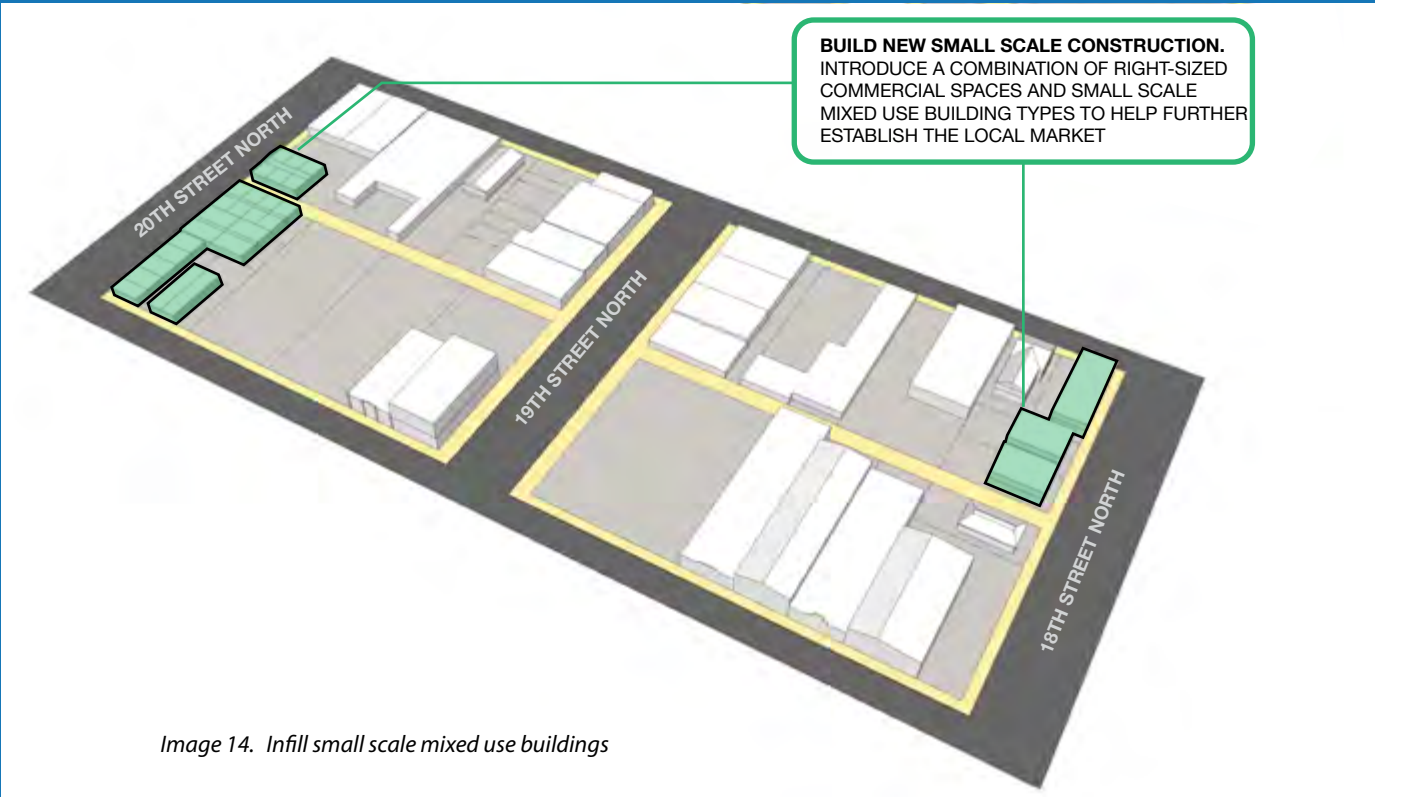 BUILD NEW SMALL SCALE CONSTRUCTION.
INTRODUCE A COMBINATION OF RIGHT-SIZED
COMMERCIAL SPACES AND SMALL SCALE
MIXED USE BUILDING TYPES TO HELP FURTHER
ESTABLISH THE LOCAL MARKET
20TH STREET NORTH
19TH STREET NORTH
18TH STREET NORTH
Image 14. Infill small scale mixed use buildings